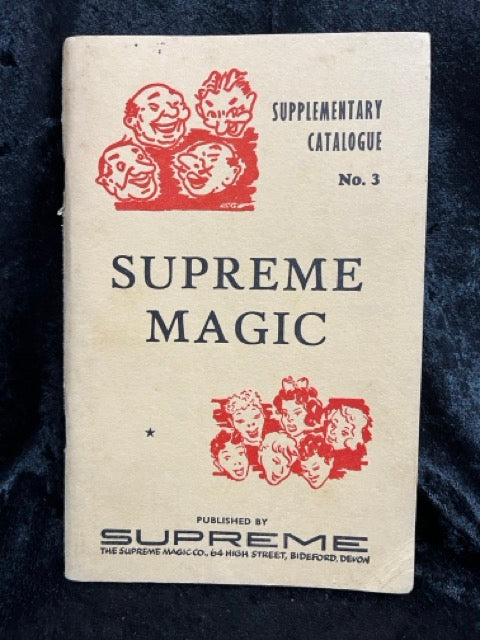 SUPPLEMENTARY
CATALOGUE
No. 3
SUPREME
MAGIC
PUBLISHED BY
SUPREME
THE SUPREME MAGIC CO., 64 HIGH STREET, BIDEFORD, DEVON